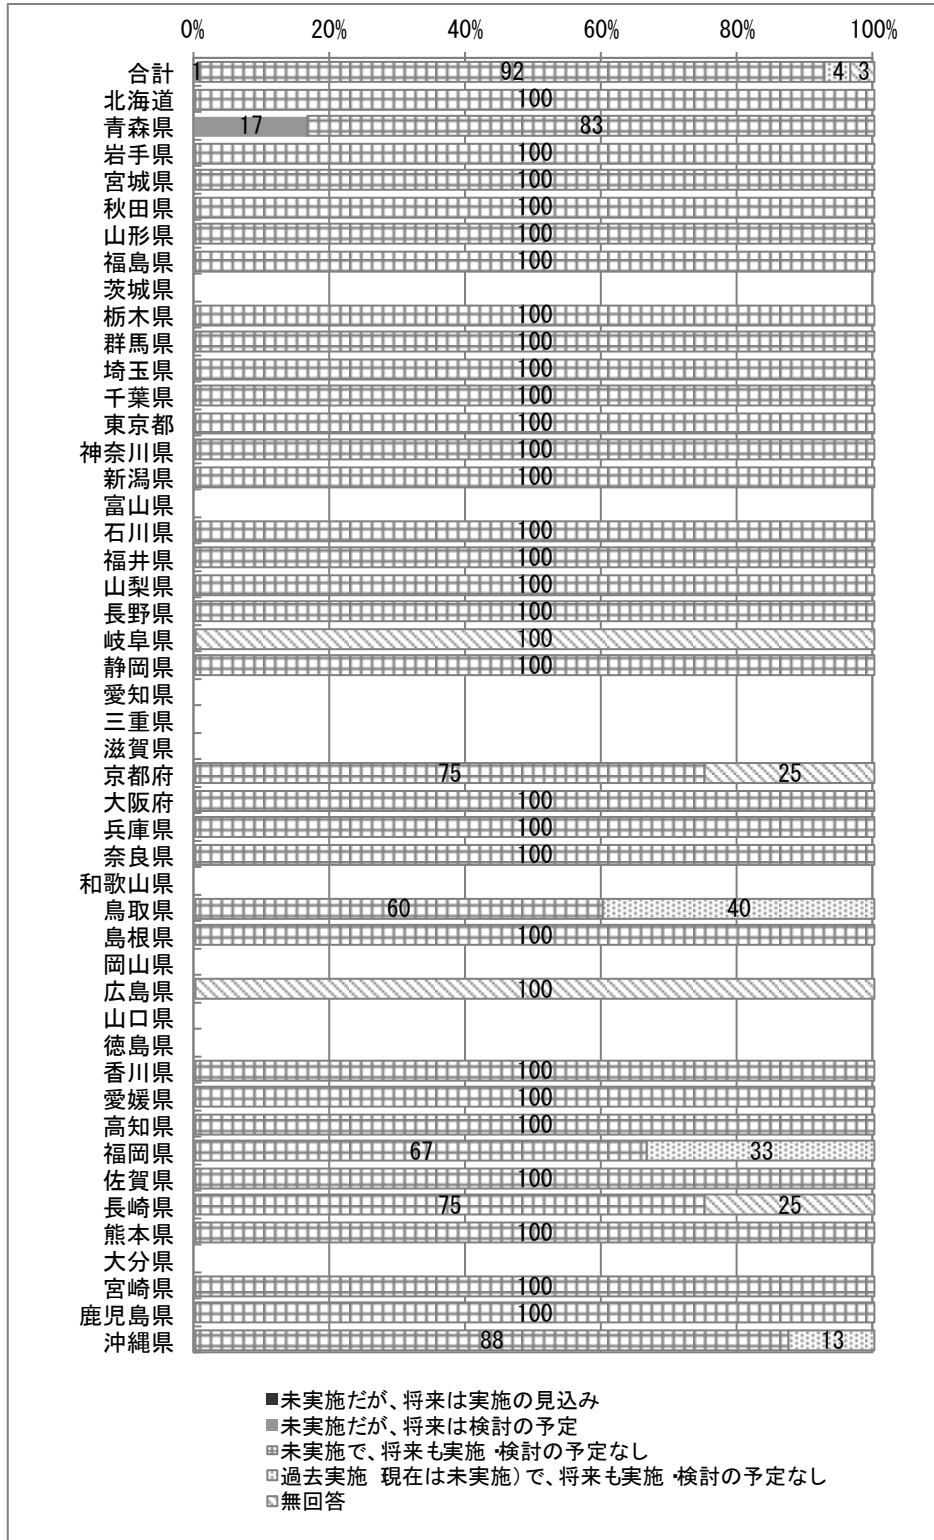 0% 20% 40% 60% 80% 100%
合計 1 92 4 3
北海道 100
青森県 17 83
岩手県 100
宮城県 100
秋田県 100
山形県 100
福島県 100
茨城県
栃木県 100
群馬県 100
埼玉県 100
千葉県 100
東京都 100
神奈川県 100
新潟県 100
富山県
石川県 100
福井県 100
山梨県 100
長野県 100
岐阜県 100
静岡県 100
愛知県
三重県
滋賀県
京都府 75 25
大阪府 100
兵庫県 100
奈良県 100
和歌山県
鳥取県 60 40
島根県 100
岡山県
広島県 100
山口県
徳島県
香川県 100
愛媛県 100
高知県 100
福岡県 67 33
佐賀県 100
長崎県 75 25
熊本県 100
大分県
宮崎県 100
鹿児島県 100
沖縄県 88 13
未実施だが、将来は実施の見込み
未実施だが、将来は検討の予定
未実施で、将来も実施・検討の予定なし
過去実施 現在は未実施)で、将来も実施・検討の予定なし
無回答